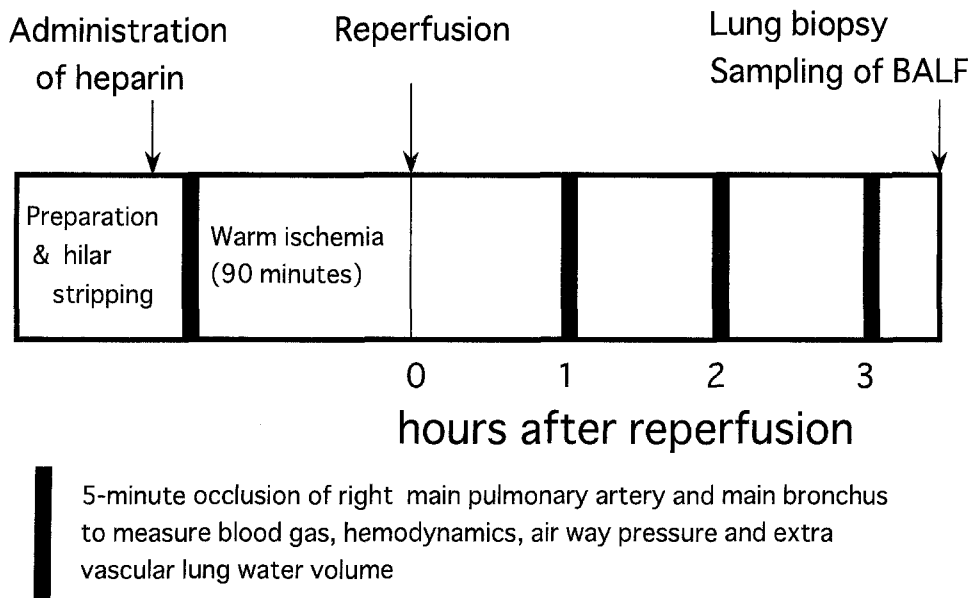 Administration
of heparin
Reperfusion
Lung biopsy
Sampling of BALF
Preparation
& hilar
stripping
Warm ischemia
(90 minutes)
0
1
2
3
hours after reperfusion
5-minute occlusion of right main pulmonary artery and main bronchus
to measure blood gas, hemodynamics, air way pressure and extra
vascular lung water volume